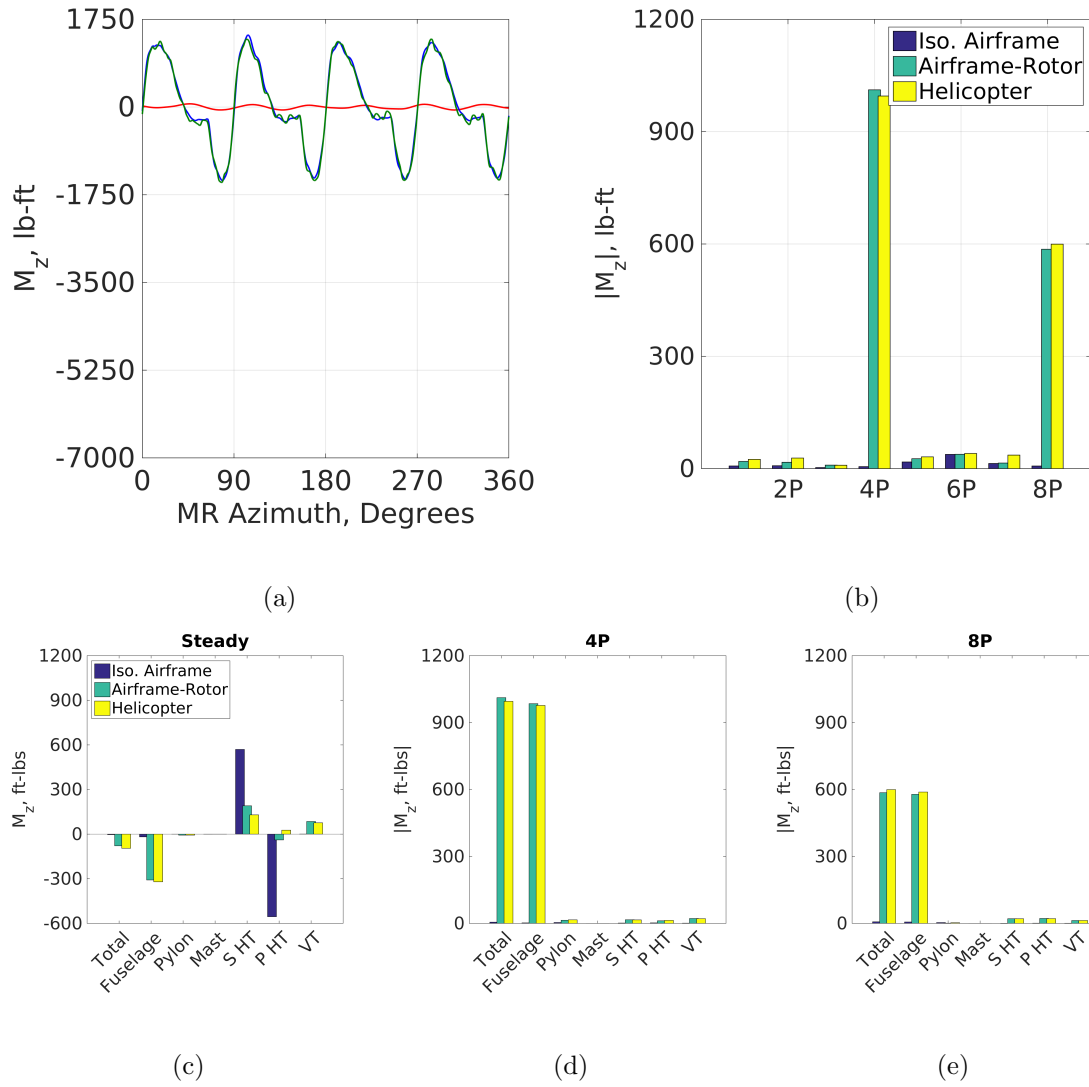 1750
0
-1750
-3500
-5250
-7000
M_z, lb-ft
0 90 180 270 360
MR Azimuth, Degrees
(a)
1200
900
600
300
0
|M_z|, lb-ft
Iso. Airframe
Airframe-Rotor
Helicopter
2P 4P 6P 8P
(b)
Steady
1200
900
600
300
0
-300
-600
M_z, ft-lbs
Iso. Airframe
Airframe-Rotor
Helicopter
Total Fuselage Pylon Mast S HT P HT VT
(c)
4P
1200
900
600
300
0
|M_z, ft-lbs|
Total Fuselage Pylon Mast S HT P HT VT
(d)
8P
1200
900
600
300
0
|M_z, ft-lbs|
Total Fuselage Pylon Mast S HT P HT VT
(e)